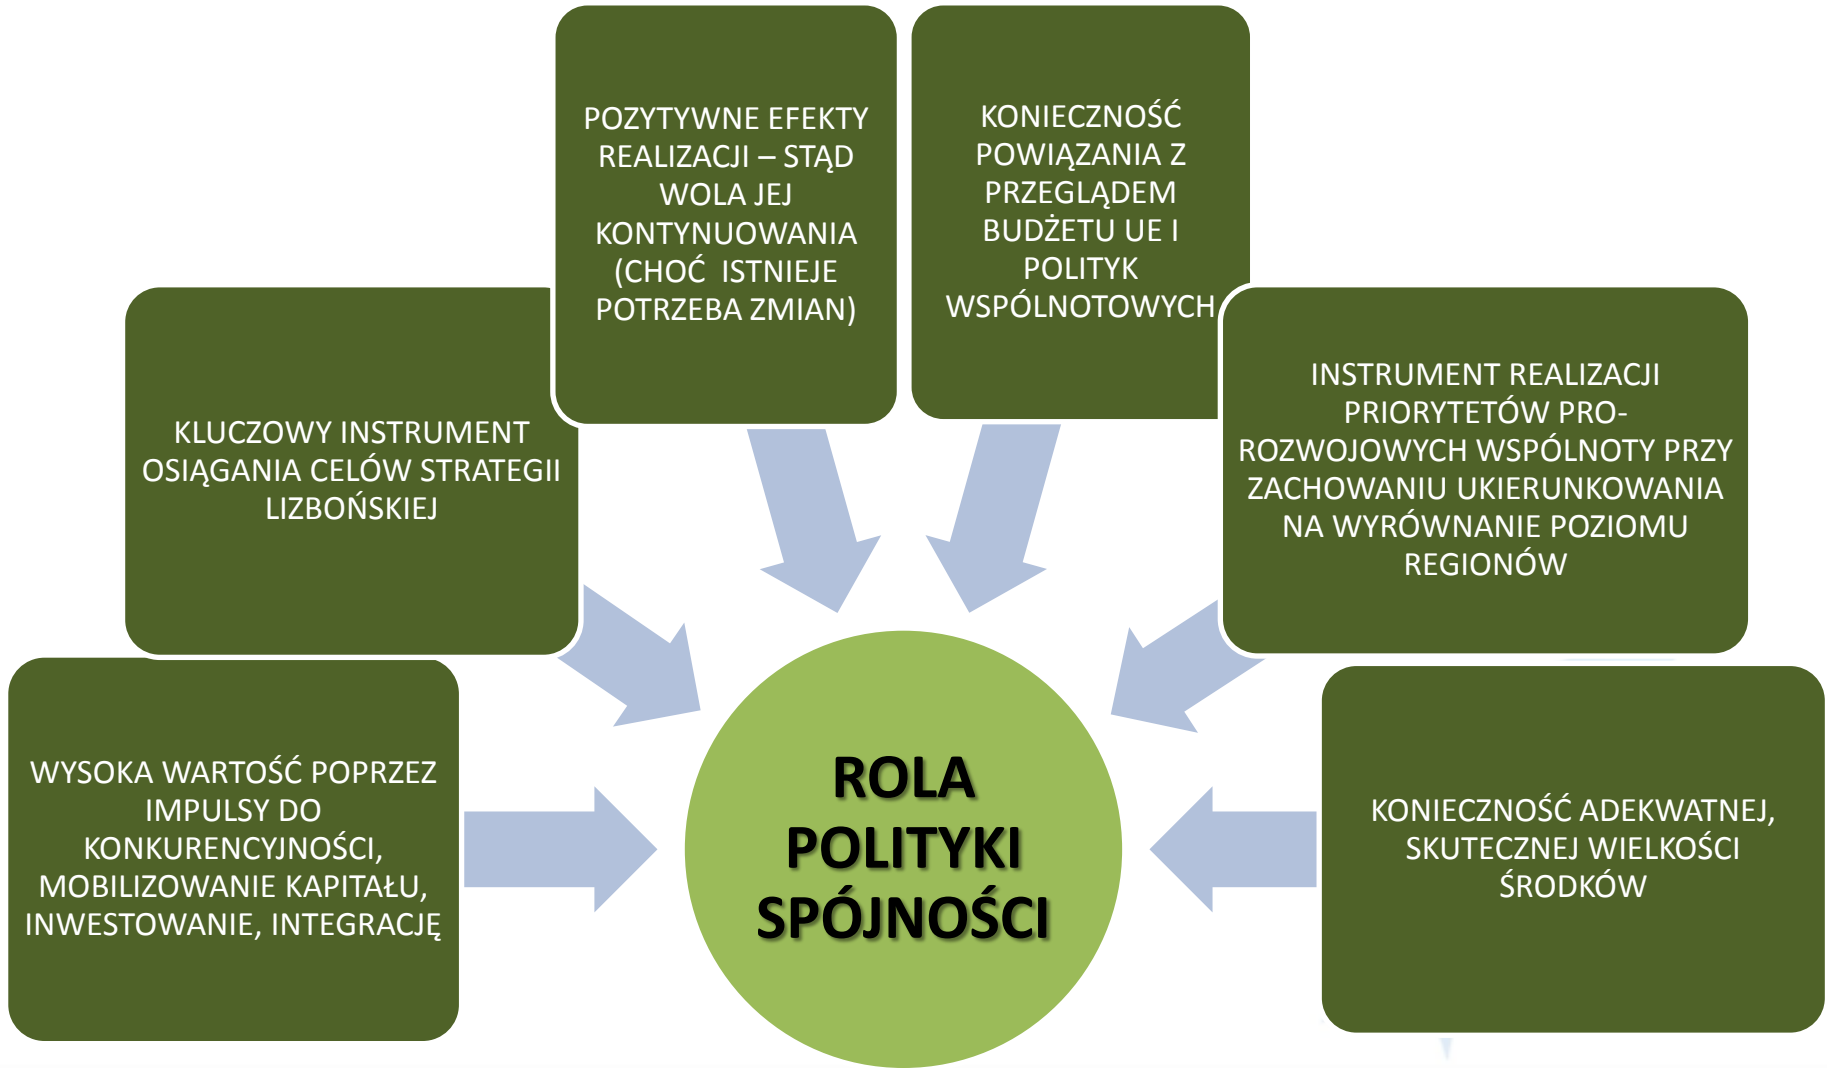 POZYTYWNE EFEKTY
REALIZACJI – STĄD
WOLA JEJ
KONTYNUOWANIA
(CHOĆ  ISTNIEJE
POTRZEBA ZMIAN)
KONIECZNOŚĆ
POWIĄZANIA Z
PRZEGLĄDEM
BUDŻETU UE I
POLITYK
WSPÓLNOTOWYCH
KLUCZOWY INSTRUMENT
OSIĄGANIA CELÓW STRATEGII
LIZBOŃSKIEJ
INSTRUMENT REALIZACJI
PRIORYTETÓW PRO-
ROZWOJOWYCH WSPÓLNOTY PRZY
ZACHOWANIU UKIERUNKOWANIA
NA WYRÓWNANIE POZIOMU
REGIONÓW
WYSOKA WARTOŚĆ POPRZEZ
IMPULSY DO
KONKURENCYJNOŚCI,
MOBILIZOWANIE KAPITAŁU,
INWESTOWANIE, INTEGRACJĘ
ROLA
POLITYKI
SPÓJNOŚCI
KONIECZNOŚĆ ADEKWATNEJ,
SKUTECZNEJ WIELKOŚCI
ŚRODKÓW